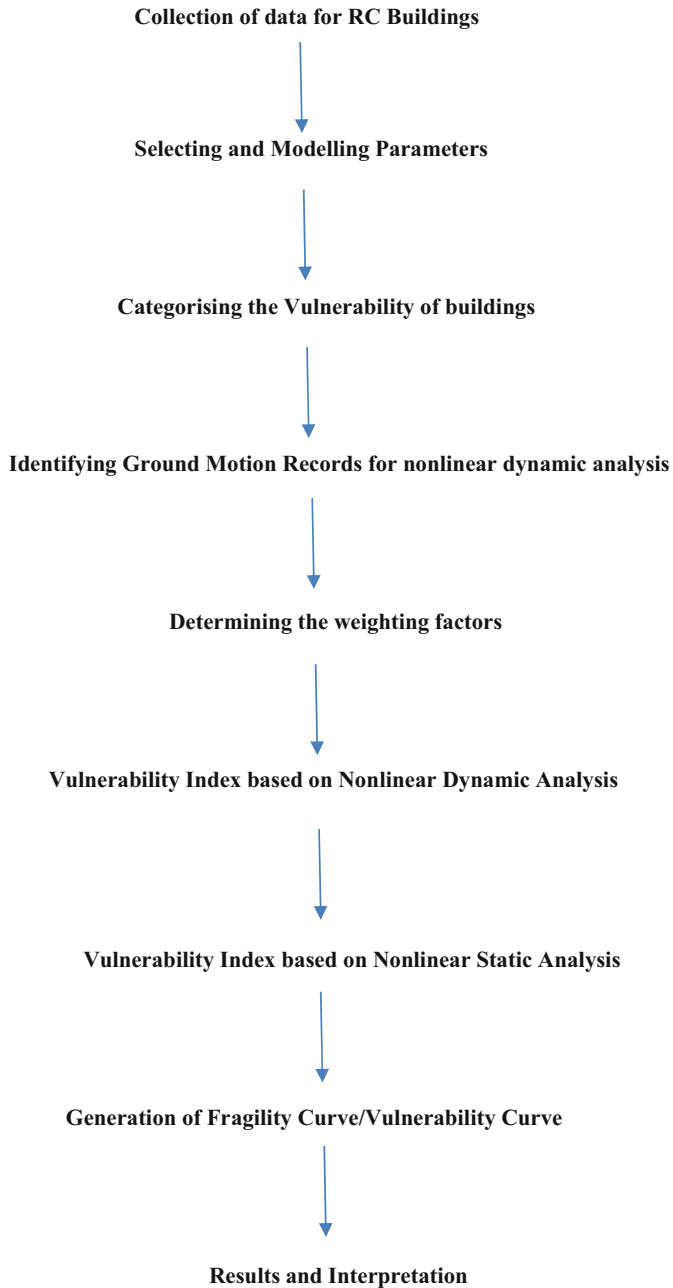 Collection of data for RC Buildings
Selecting and Modelling Parameters
Categorising the Vulnerability of buildings
Identifying Ground Motion Records for nonlinear dynamic analysis
Determining the weighting factors
Vulnerability Index based on Nonlinear Dynamic Analysis
Vulnerability Index based on Nonlinear Static Analysis
Generation of Fragility Curve/Vulnerability Curve
Results and Interpretation